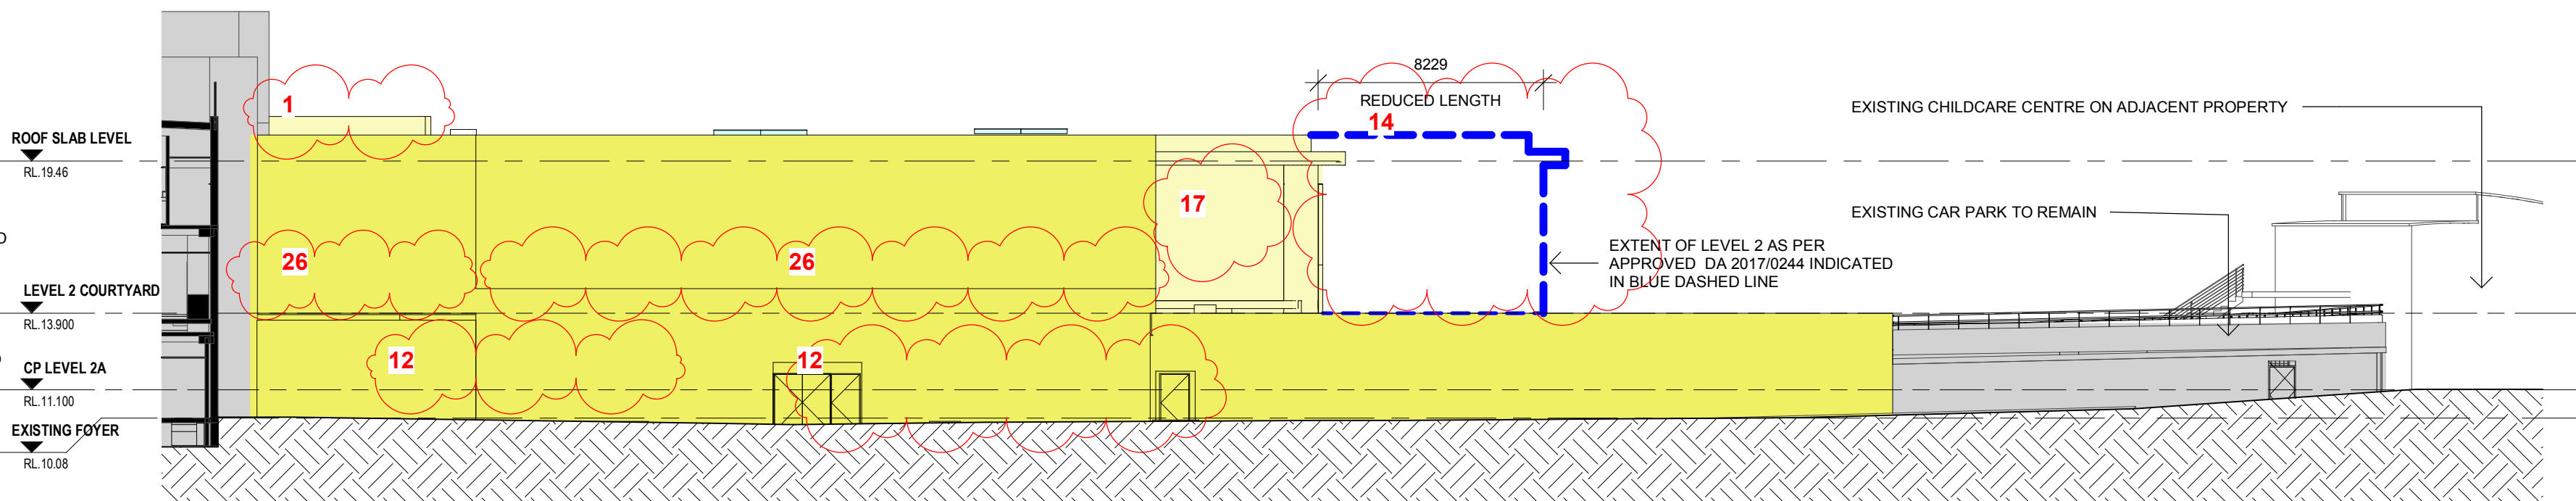 8229
REDUCED LENGTH
1
14
EXISTING CHILDCARE CENTRE ON ADJACENT PROPERTY
ROOF SLAB LEVEL
RL.19.46
17
EXISTING CAR PARK TO REMAIN
D
26
26
EXTENT OF LEVEL 2 AS PER
APPROVED DA 2017/0244 INDICATED
IN BLUE DASHED LINE
LEVEL 2 COURTYARD
RL.13.900
12
12
CP LEVEL 2A
RL.11.100
EXISTING FOYER
RL.10.08